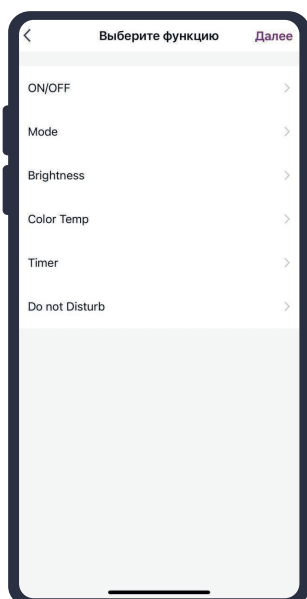 Выберите функцию Далее
ON/OFF
Mode
Brightness
Color Temp
Timer
Do not Disturb